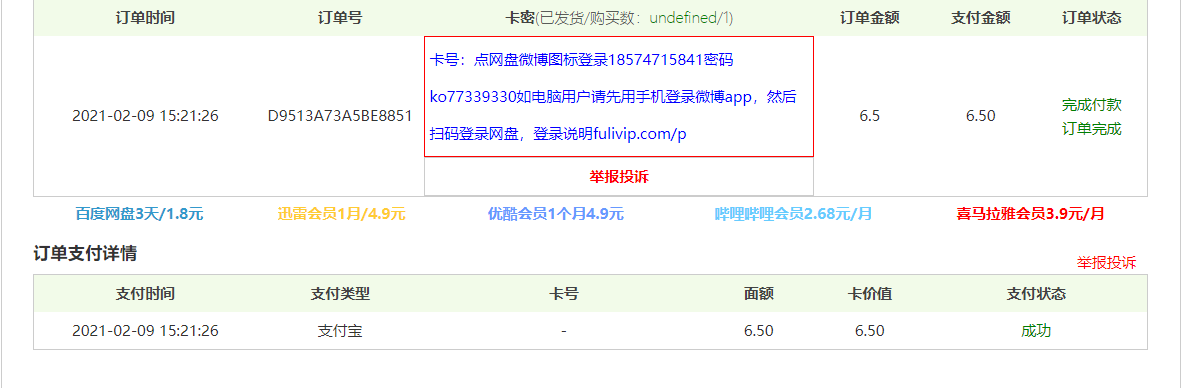 订单时间 订单号 卡密(已发货/购买数：undefined/1) 订单金额 支付金额 订单状态
卡号：点网盘微博图标登录18574715841密码
ko77339330如电脑用户请先用手机登录微博app，然后
扫码登录网盘，登录说明fulivip.com/p
2021-02-09 15:21:26 D9513A73A5BE8851 6.5 6.50 完成付款
订单完成
举报投诉
百度网盘3天/1.8元 迅雷会员1月/4.9元 优酷会员1个月4.9元 哔哩哔哩会员2.68元/月 喜马拉雅会员3.9元/月
订单支付详情
举报投诉
支付时间 支付类型 卡号 面额 卡价值 支付状态
2021-02-09 15:21:26 支付宝 - 6.50 6.50 成功